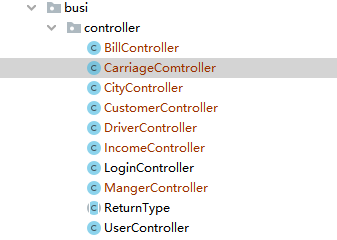 busi
controller
BillController
CarriageComtroller
CityController
CustomerController
DriverController
IncomeController
LoginController
MangerController
ReturnType
UserController